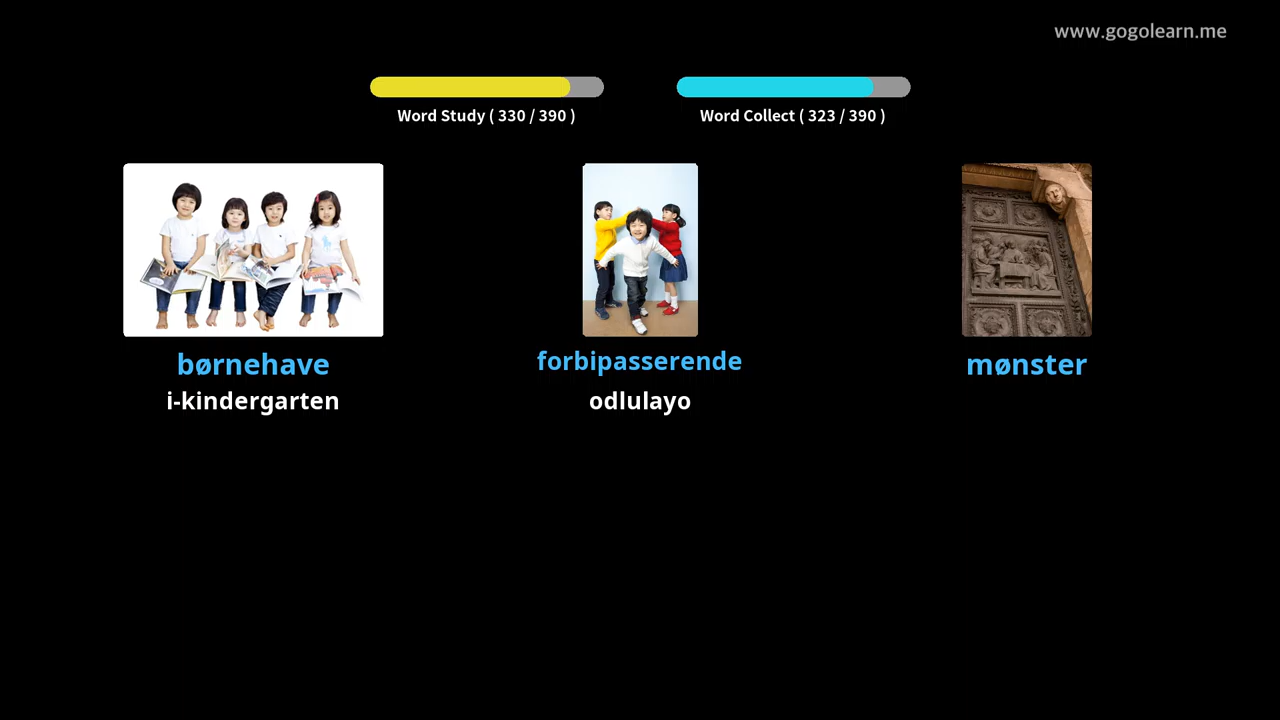 www.gogolearn.me
Word Study ( 330 / 390 )
Word Collect ( 323 / 390 )
børnehave
forbipasserende
mønster
i-kindergarten
odlulayo